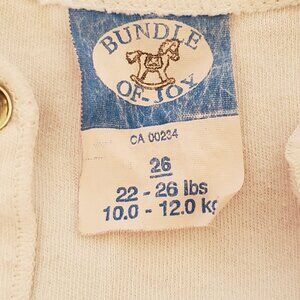 BUNDLE
OF-JOY
CA 00234
26
22 - 26 lbs
10.0 - 12.0 kg